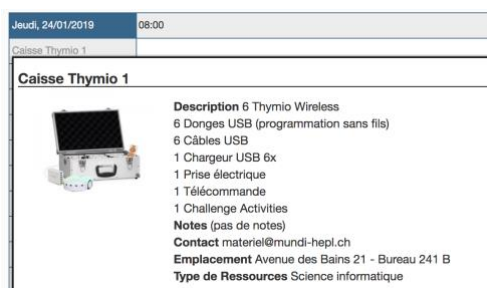 Jeudi, 24/01/2019 08:00
Caisse Thymio 1
Caisse Thymio 1
Description 6 Thymio Wireless
6 Donges USB (programmation sans fils)
6 Câbles USB
1 Chargeur USB 6x
1 Prise électrique
1 Télécommande
1 Challenge Activities
Notes (pas de notes)
Contact materiel@mundi-hepl.ch
Emplacement Avenue des Bains 21 - Bureau 241 B
Type de Ressources Science informatique